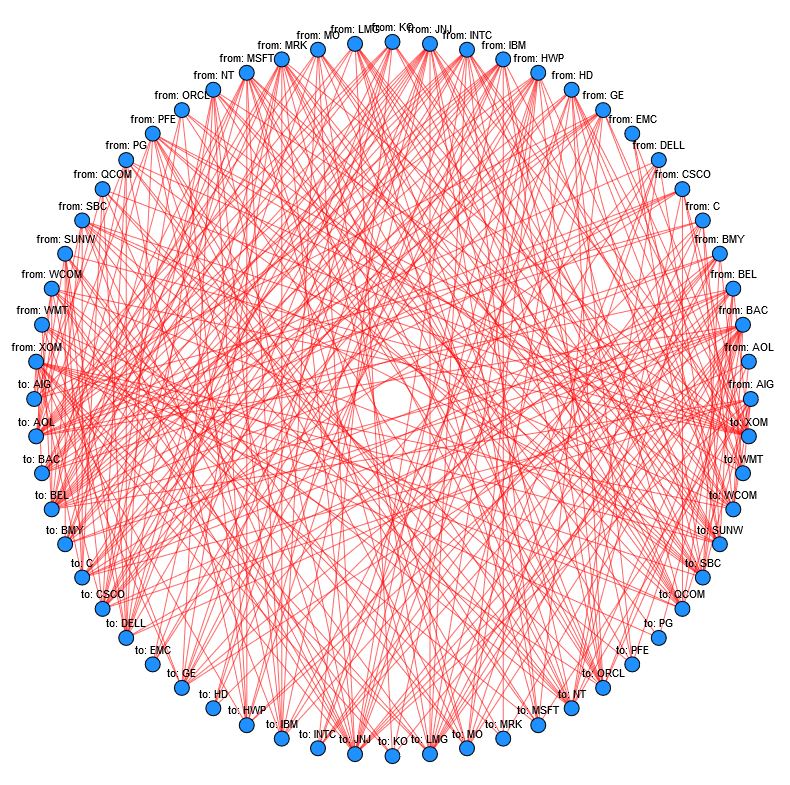 from: KO
from: LMG
from: JNJ
from: MO
from: INTC
from: MRK
from: IBM
from: MSFT
from: HWP
from: NT
from: HD
from: ORCL
from: GE
from: PFE
from: EMC
from: PG
from: DELL
from: QCOM
from: CSCO
from: SBC
from: C
from: SUNW
from: BMY
from: WCOM
from: BEL
from: WMT
from: BAC
from: XOM
from: AOL
to: AIG
from: AIG
to: AOL
to: XOM
to: BAC
to: WMT
to: BEL
to: WCOM
to: BMY
to: SUNW
to: C
to: SBC
to: CSCO
to: QCOM
to: DELL
to: PG
to: EMC
to: PFE
to: GE
to: ORCL
to: HD
to: NT
to: HWP
to: MSFT
to: IBM
to: MRK
to: INTC
to: MO
to: JNJ
to: LMG
to: KO